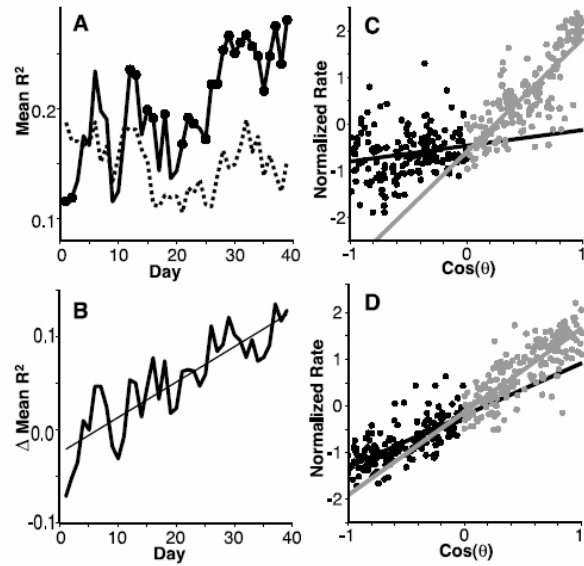 A
Mean R²
0.2
0.1
0 10 20 30 40
Day
C
Normalized Rate
2
1
0
-1
-2
-1 0 1
Cos(θ)
B
Δ Mean R²
0.1
0.0
-0.1
0 10 20 30 40
Day
D
Normalized Rate
2
1
0
-1
-2
-1 0 1
Cos(θ)